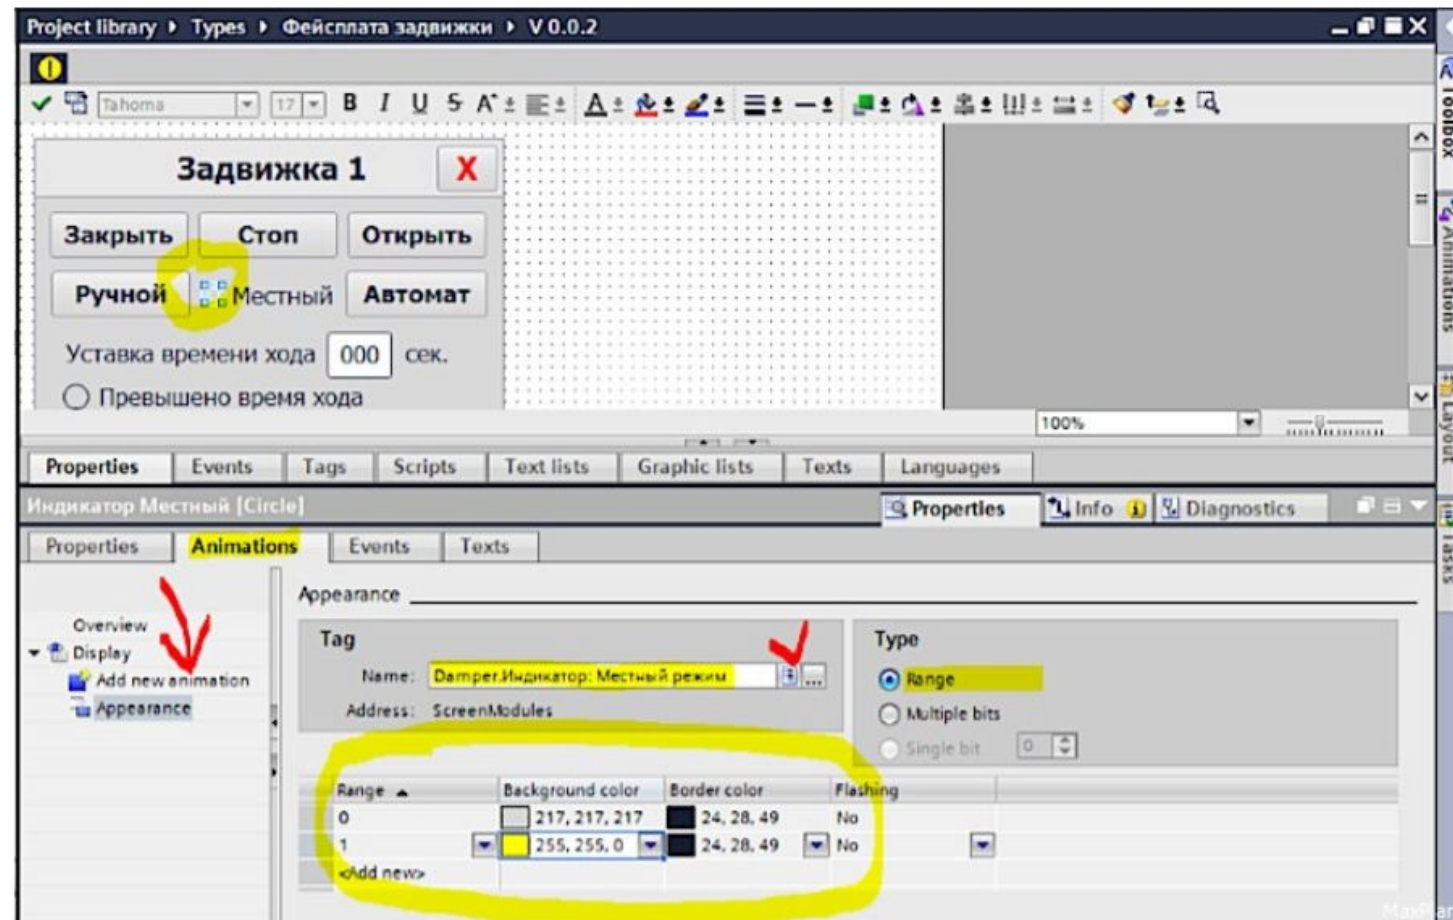 Project library ▸ Types ▸ Фейсплата задвижки ▸ V 0.0.2
Tahoma 17 B I U S A
Задвижка 1 X
Закрыть Стоп Открыть
Ручной Местный Автомат
Уставка времени хода 000 сек.
Превышено время хода
100%
Toolbox
Animations
Layout
Tasks
Properties Events Tags Scripts Text lists Graphic lists Texts Languages
Индикатор Местный [Circle] Properties Info Diagnostics
Properties Animations Events Texts
Appearance
Overview
Display
Add new animation
Appearance
Tag
Name: Damper.Индикатор: Местный режим ...
Address: ScreenModules
Type
Range
Multiple bits
Single bit 0
Range Background color Border color Flashing
0 217, 217, 217 24, 28, 49 No
1 255, 255, 0 24, 28, 49 No
<Add new>